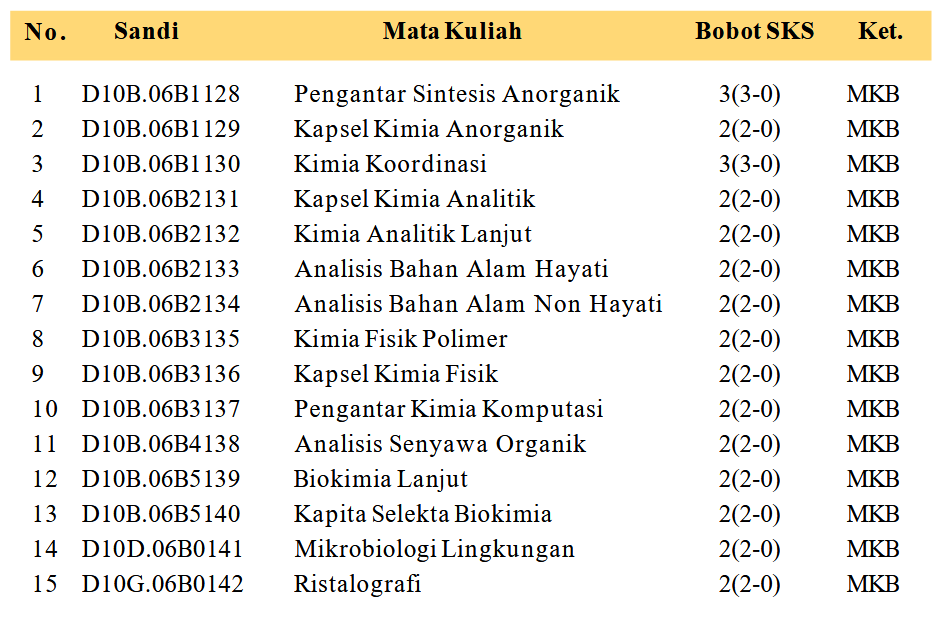 No. Sandi Mata Kuliah Bobot SKS Ket.
1 D10B.06B1128 Pengantar Sintesis Anorganik 3(3-0) MKB
2 D10B.06B1129 Kapsel Kimia Anorganik 2(2-0) MKB
3 D10B.06B1130 Kimia Koordinasi 3(3-0) MKB
4 D10B.06B2131 Kapsel Kimia Analitik 2(2-0) MKB
5 D10B.06B2132 Kimia Analitik Lanjut 2(2-0) MKB
6 D10B.06B2133 Analisis Bahan Alam Hayati 2(2-0) MKB
7 D10B.06B2134 Analisis Bahan Alam Non Hayati 2(2-0) MKB
8 D10B.06B3135 Kimia Fisik Polimer 2(2-0) MKB
9 D10B.06B3136 Kapsel Kimia Fisik 2(2-0) MKB
10 D10B.06B3137 Pengantar Kimia Komputasi 2(2-0) MKB
11 D10B.06B4138 Analisis Senyawa Organik 2(2-0) MKB
12 D10B.06B5139 Biokimia Lanjut 2(2-0) MKB
13 D10B.06B5140 Kapita Selekta Biokimia 2(2-0) MKB
14 D10D.06B0141 Mikrobiologi Lingkungan 2(2-0) MKB
15 D10G.06B0142 Ristalografi 2(2-0) MKB